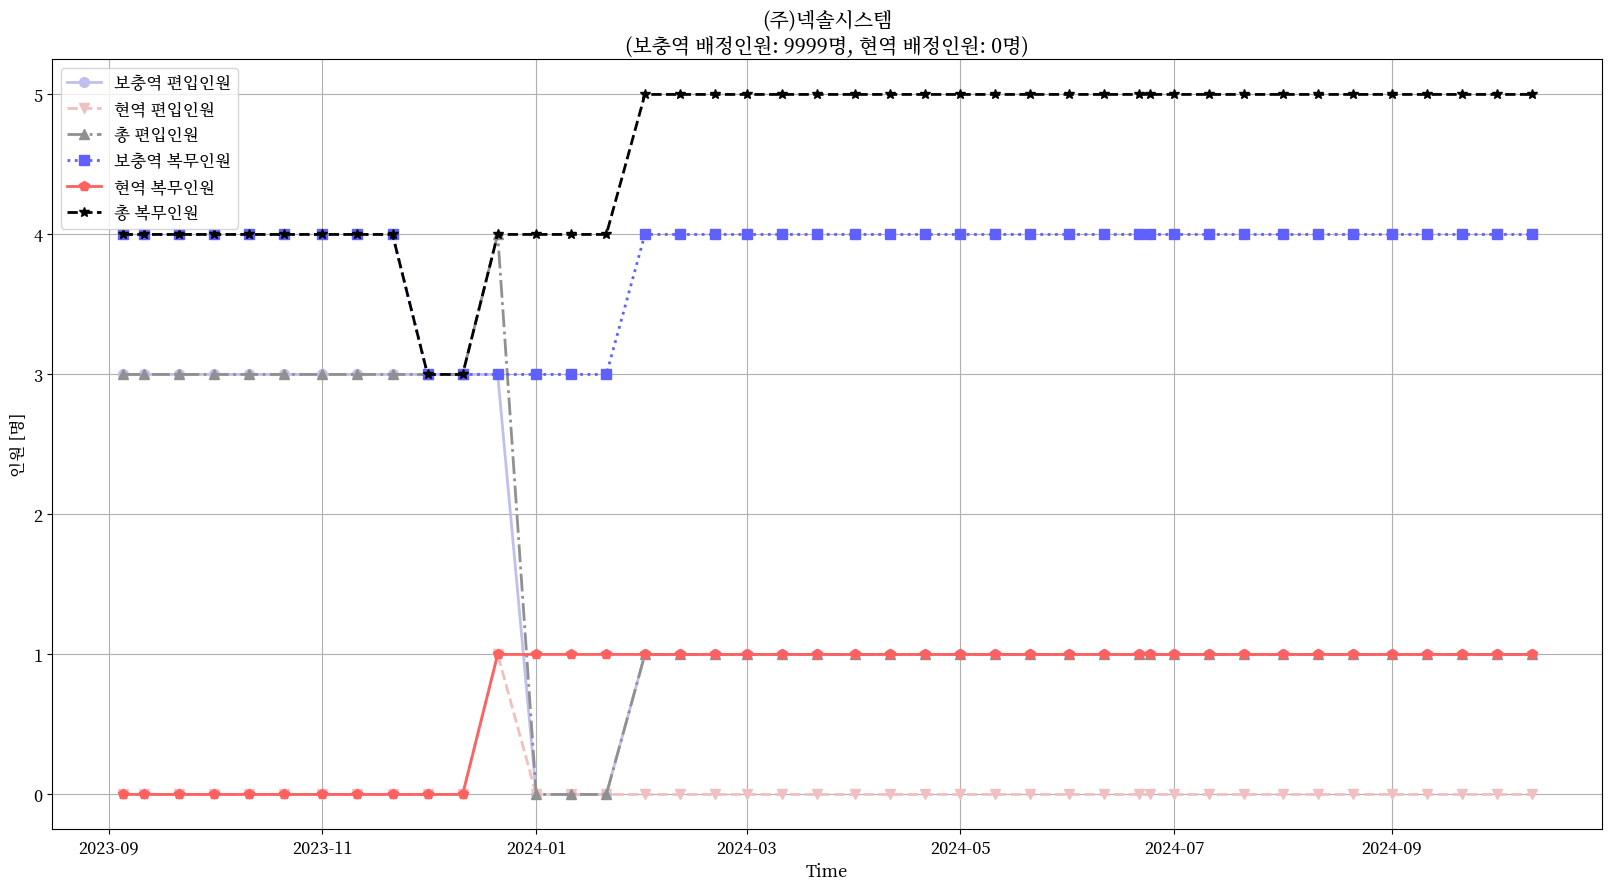 (주)넥솔시스템
(보충역 배정인원: 9999명, 현역 배정인원: 0명)
보충역 편입인원
현역 편입인원
총 편입인원
보충역 복무인원
현역 복무인원
총 복무인원
5
4
3
2
1
0
인원 [명]
2023-09
2023-11
2024-01
2024-03
2024-05
2024-07
2024-09
Time